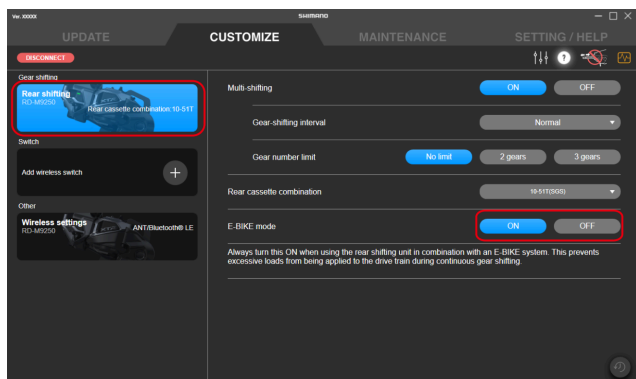 Ver. XXXXX
SHIMANO
UPDATE
CUSTOMIZE
MAINTENANCE
SETTING / HELP
DISCONNECT
?
Gear shifting
Rear shifting
RD-M9250
Rear cassette combination:10-51T
Switch
Add wireless switch
Other
Wireless settings
RD-M9250
ANT/Bluetooth® LE
Multi-shifting
ON
OFF
Gear-shifting interval
Normal
Gear number limit
No limit
2 gears
3 gears
Rear cassette combination
10-51T(SGS)
E-BIKE mode
ON
OFF
Always turn this ON when using the rear shifting unit in combination with an E-BIKE system. This prevents
excessive loads from being applied to the drive train during continuous gear shifting.